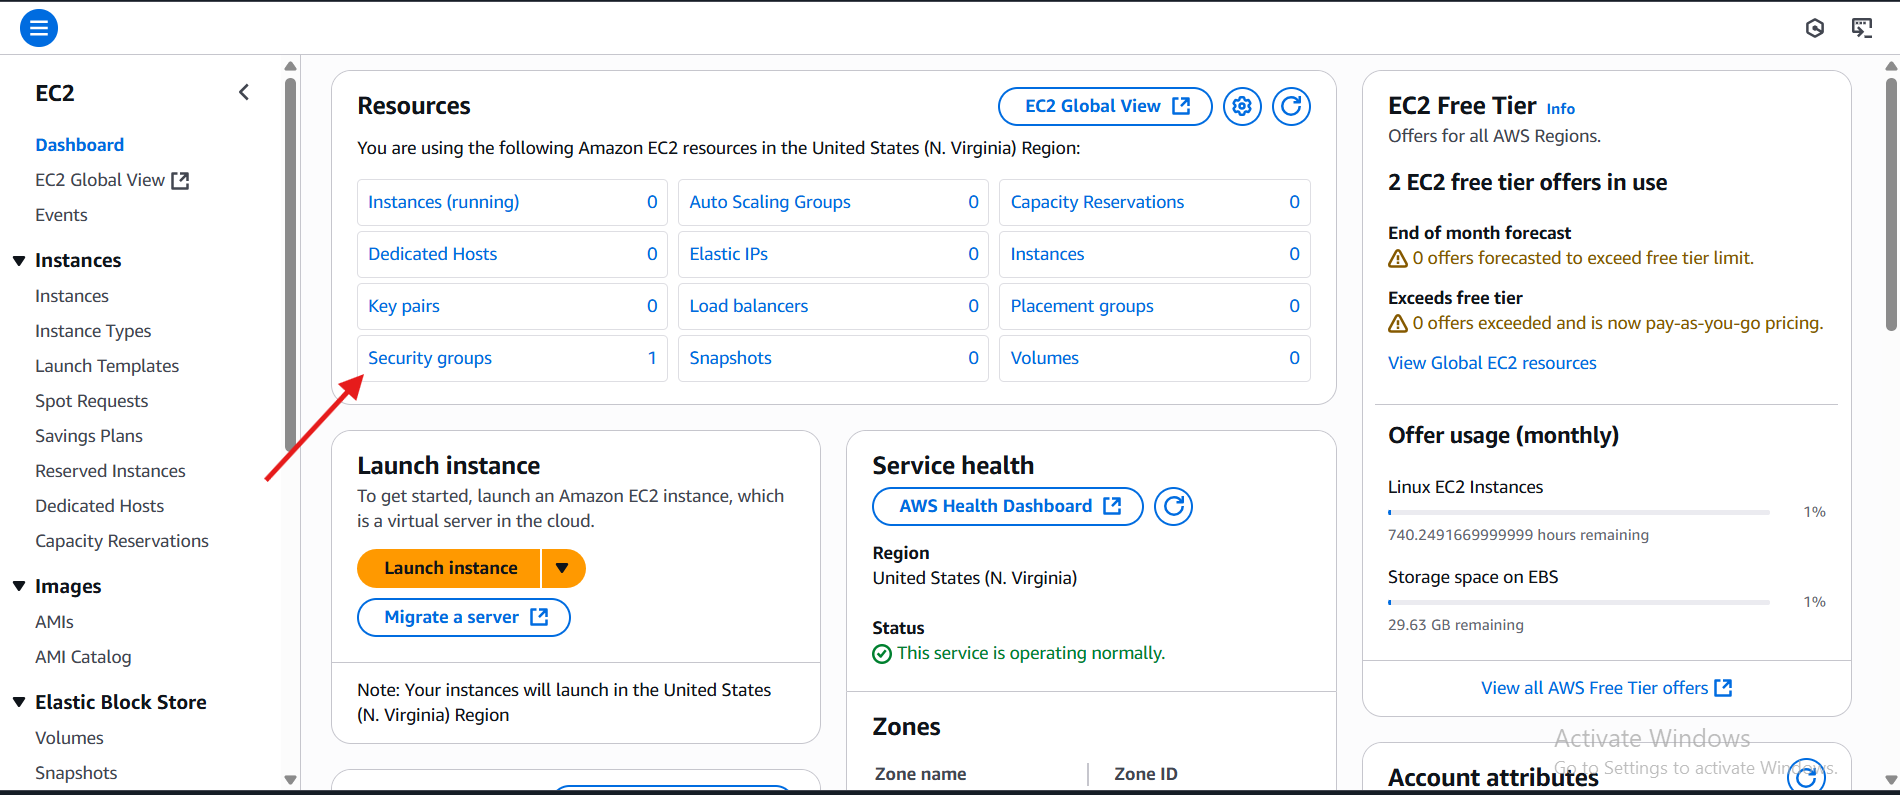 EC2
Dashboard
EC2 Global View
Events
Instances
Instances
Instance Types
Launch Templates
Spot Requests
Savings Plans
Reserved Instances
Dedicated Hosts
Capacity Reservations
Images
AMIs
AMI Catalog
Elastic Block Store
Volumes
Snapshots
Resources
EC2 Global View
You are using the following Amazon EC2 resources in the United States (N. Virginia) Region:
Instances (running) 0
Auto Scaling Groups 0
Capacity Reservations 0
Dedicated Hosts 0
Elastic IPs 0
Instances 0
Key pairs 0
Load balancers 0
Placement groups 0
Security groups 1
Snapshots 0
Volumes 0
Launch instance
To get started, launch an Amazon EC2 instance, which
is a virtual server in the cloud.
Launch instance
Migrate a server
Note: Your instances will launch in the United States
(N. Virginia) Region
Service health
AWS Health Dashboard
Region
United States (N. Virginia)
Status
This service is operating normally.
Zones
Zone name
Zone ID
EC2 Free Tier Info
Offers for all AWS Regions.
2 EC2 free tier offers in use
End of month forecast
0 offers forecasted to exceed free tier limit.
Exceeds free tier
0 offers exceeded and is now pay-as-you-go pricing.
View Global EC2 resources
Offer usage (monthly)
Linux EC2 Instances
1%
740.2491669999999 hours remaining
Storage space on EBS
1%
29.63 GB remaining
View all AWS Free Tier offers
Account attributes
Activate Windows
Go to Settings to activate Windows.